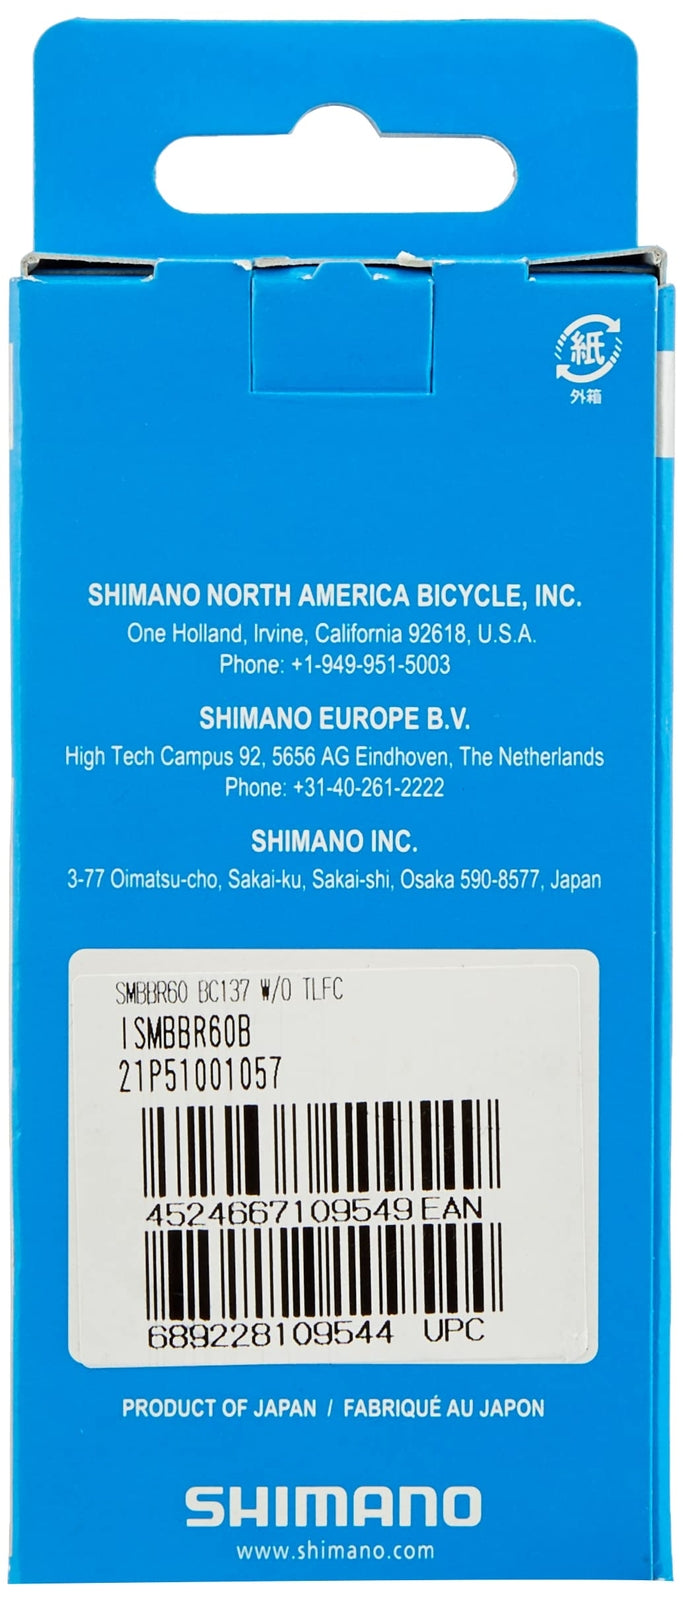 紙
外箱
SHIMANO NORTH AMERICA BICYCLE, INC.
One Holland, Irvine, California 92618, U.S.A.
Phone: +1-949-951-5003
SHIMANO EUROPE B.V.
High Tech Campus 92, 5656 AG Eindhoven, The Netherlands
Phone: +31-40-261-2222
SHIMANO INC.
3-77 Oimatsu-cho, Sakai-ku, Sakai-shi, Osaka 590-8577, Japan
SMBBR60 BC137 W/O TLFC
ISMBBR60B
21P51001057
4524667109549 EAN
689228109544 UPC
PRODUCT OF JAPAN / FABRIQUÉ AU JAPON
SHIMANO
www.shimano.com